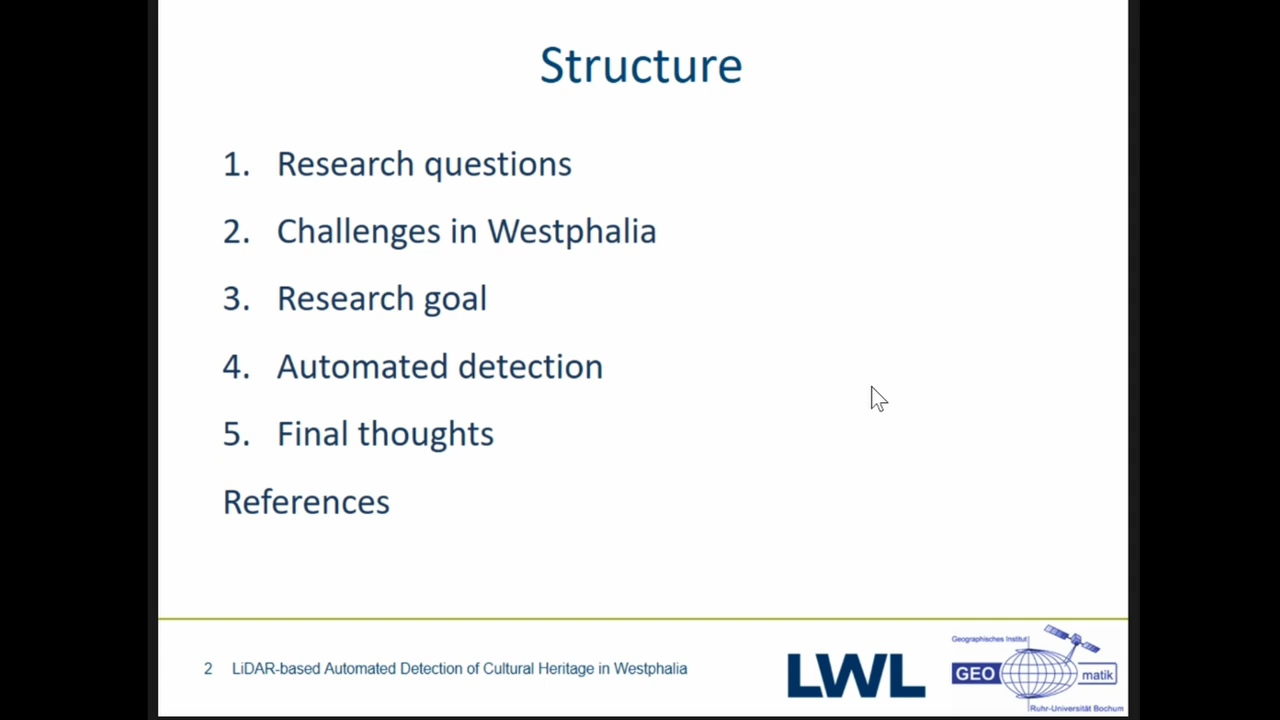 Structure
1. Research questions
2. Challenges in Westphalia
3. Research goal
4. Automated detection
5. Final thoughts
References
2 LiDAR-based Automated Detection of Cultural Heritage in Westphalia
LWL
Geographisches Institut
GEO matik
Ruhr-Universität Bochum